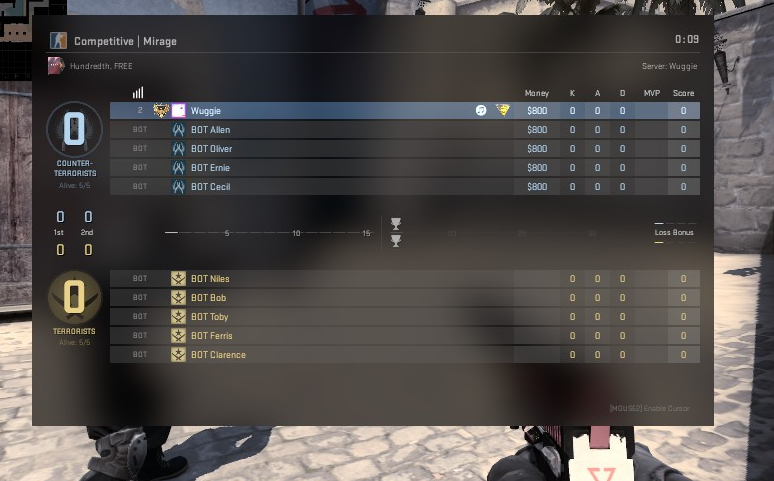 Competitive | Mirage
0:09
Hundredth, FREE
Server: Wuggie
Money K A D MVP Score
2 Wuggie $800 0 0 0 0
BOT BOT Allen $800 0 0 0 0
BOT BOT Oliver $800 0 0 0 0
BOT BOT Ernie $800 0 0 0 0
BOT BOT Cecil $800 0 0 0 0
0
COUNTER-
TERRORISTS
Alive: 5/5
0 0
1st 2nd
0 0
5 10 15 20 25 30
Loss Bonus
0
TERRORISTS
Alive: 5/5
BOT BOT Niles 0 0 0 0
BOT BOT Bob 0 0 0 0
BOT BOT Toby 0 0 0 0
BOT BOT Ferris 0 0 0 0
BOT BOT Clarence 0 0 0 0
[MOUSE2] Enable Cursor